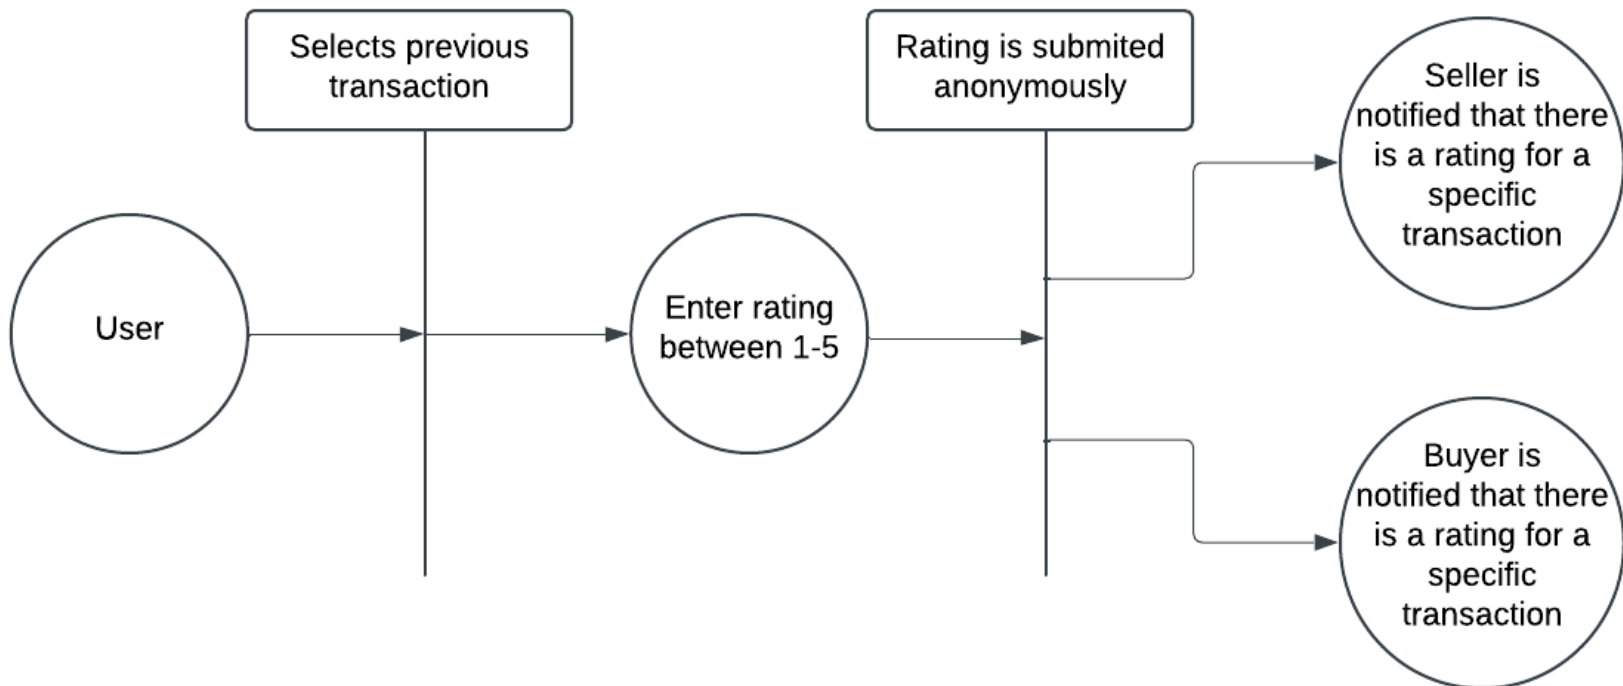 Selects previous
transaction
Rating is submited
anonymously
Seller is
notified that there
is a rating for a
specific
transaction
User
Enter rating
between 1-5
Buyer is
notified that there
is a rating for a
specific
transaction